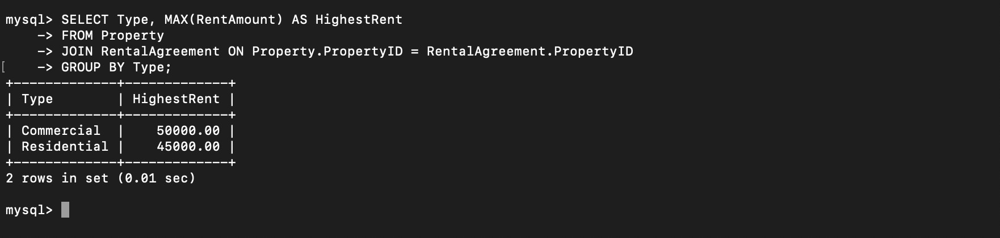 mysql> SELECT Type, MAX(RentAmount) AS HighestRent
    -> FROM Property
    -> JOIN RentalAgreement ON Property.PropertyID = RentalAgreement.PropertyID
[    -> GROUP BY Type;
+-------------+-------------+
| Type        | HighestRent |
+-------------+-------------+
| Commercial  |    50000.00 |
| Residential |    45000.00 |
+-------------+-------------+
2 rows in set (0.01 sec)
mysql>